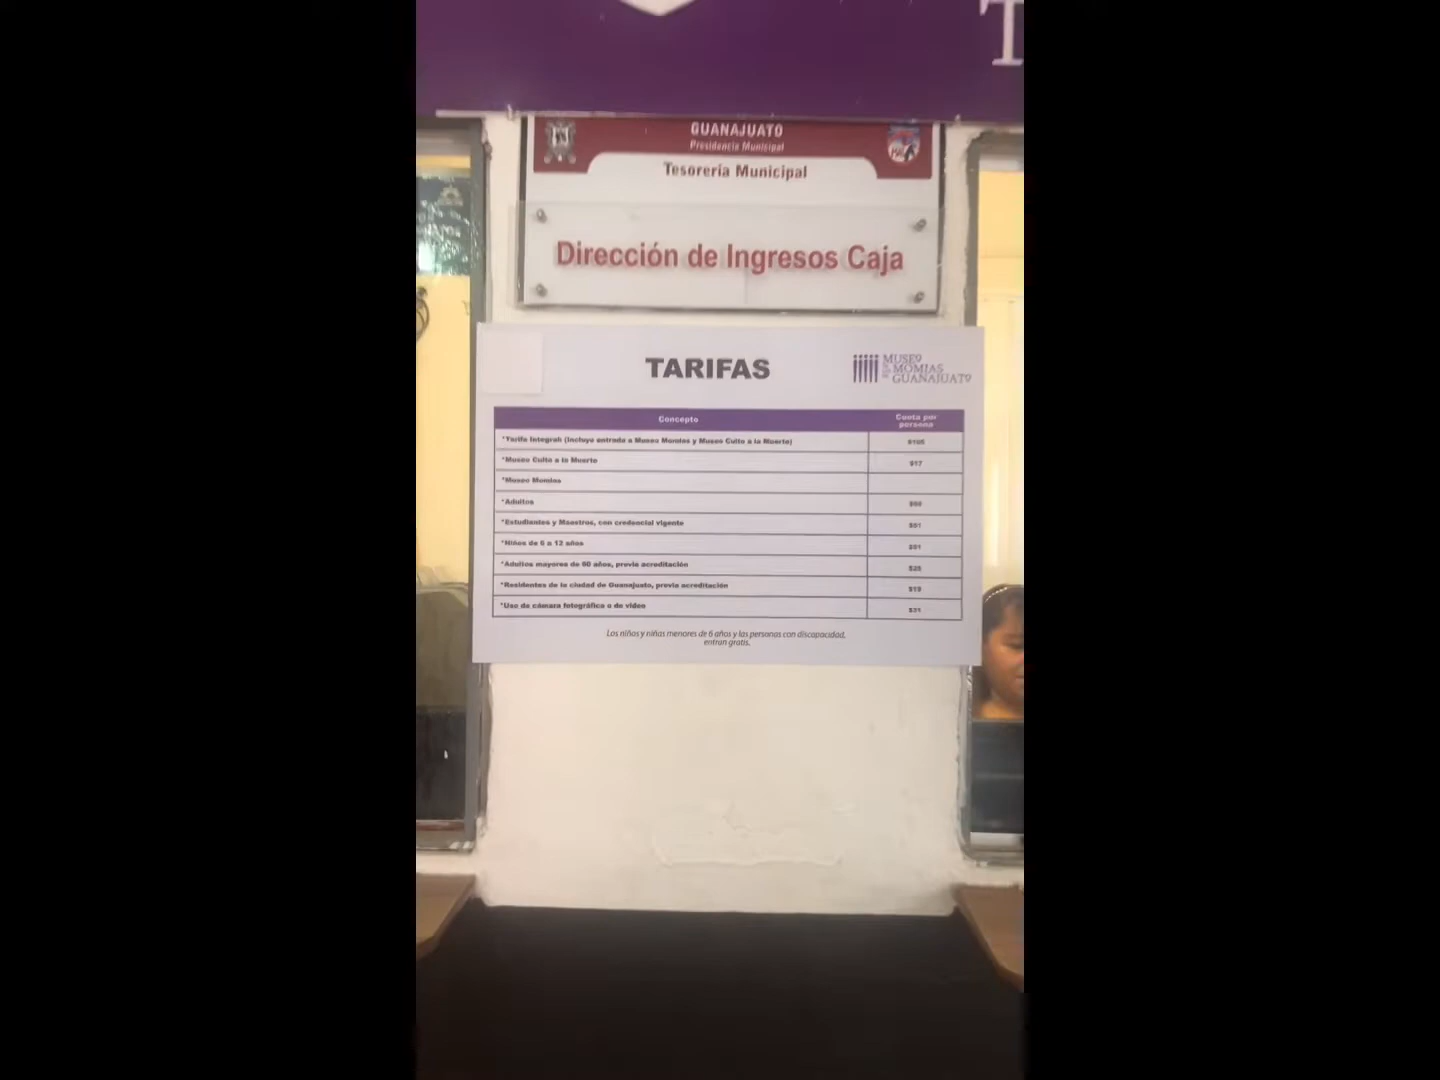 T
GUANAJUATO
Presidencia Municipal
Tesorería Municipal
Dirección de Ingresos Caja
TARIFAS
MUSEO
DE LAS MOMIAS
DE GUANAJUATO
Concepto
Cuota por
persona
*Tarifa Integral: (Incluye entrada a Museo Momias y Museo Culto a la Muerte)
*Museo Culto a la Muerte $17
*Museo Momias
*Adultos
*Estudiantes y Maestros, con credencial vigente
*Niños de 6 a 12 años
*Adultos mayores de 60 años, previa acreditación
*Residentes de la ciudad de Guanajuato, previa acreditación
*Uso de cámara fotográfica o de video
Los niños y niñas menores de 6 años y las personas con discapacidad,
entran gratis.